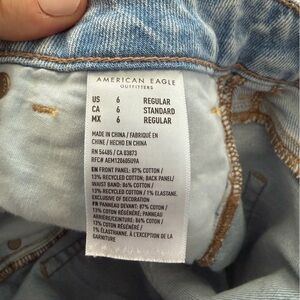 AMERICAN EAGLE
OUTFITTERS
US 6 REGULAR
CA 6 STANDARD
MX 6 REGULAR
MADE IN CHINA / FABRIQUÉ EN
CHINE / HECHO EN CHINA
RN 54485 / CA 03873
RFC# AEM12060509A
EN FRONT PANEL: 87% COTTON /
13% RECYCLED COTTON; BACK PANEL/
WAIST BAND: 86% COTTON /
13% RECYCLED COTTON / 1% ELASTANE.
EXCLUSIVE OF DECORATION
FR PANNEAU DEVANT: 87% COTON /
13% COTON RÉGÉNÉRÉ; PANNEAU
ARRIÈRE/CEINTURE : 86% COTON /
13% COTON RÉGÉNÉRÉ /
1% ÉLASTHANNE. À L'EXCEPTION DE LA
GARNITURE